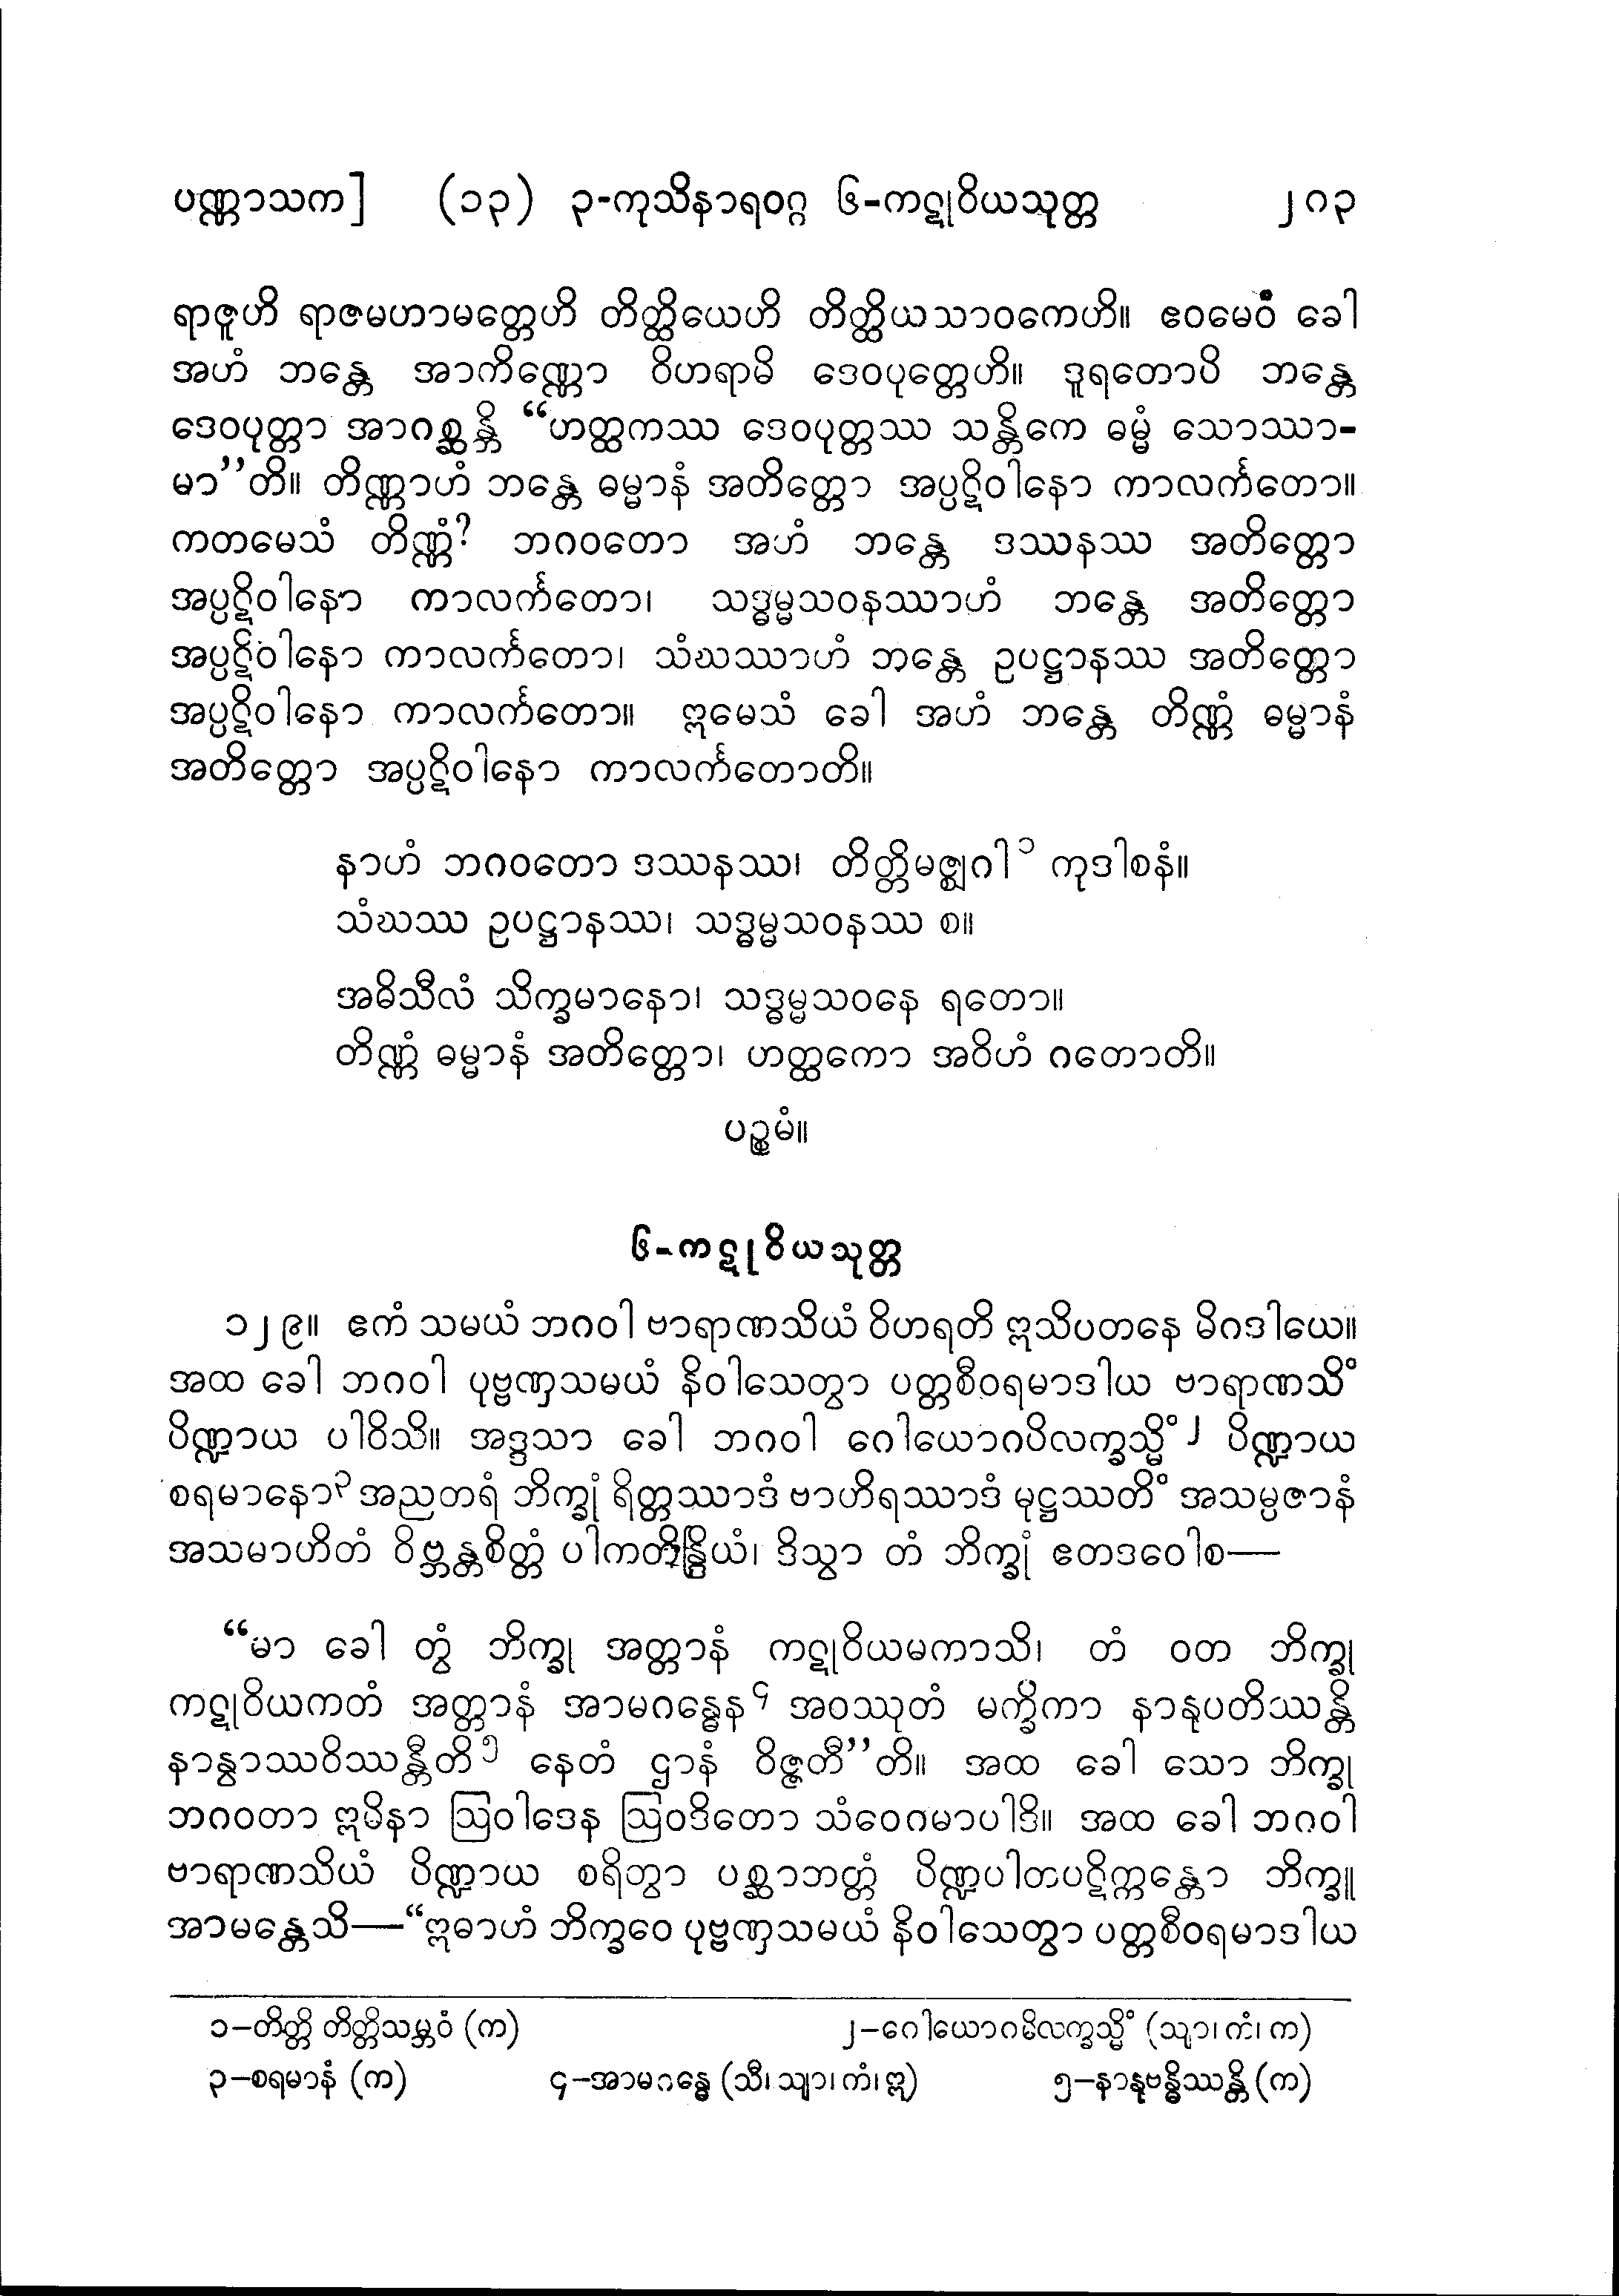 ပဏ္ဏာသက] (၁၃) ၃-ကုသိနာရဝဂ္ဂ ၆-ကဋုဝိယသုတ္တ ၂၈၃
ရာဇူဟိ ရာဇမဟာမတ္တေဟိ တိတ္ထိယေဟိ တိတ္ထိယသာဝကေဟိ။ ဧဝမေဝံ ခေါ
အဟံ ဘန္တေ အာကိဏ္ဏော ဝိဟရာမိ ဒေဝပုတ္တေဟိ။ ဒူရတောပိ ဘန္တေ
ဒေဝပုတ္တာ အာဂစ္ဆန္တိ “ဟတ္ထကဿ ဒေဝပုတ္တဿ သန္တိကေ ဓမ္မံ သောဿာ-
မာ”တိ။ တိဏ္ဏာဟံ ဘန္တေ ဓမ္မာနံ အတိတ္တော အပ္ပဋိဝါနော ကာလင်္ကတော။
ကတမေသံ တိဏ္ဏံ? ဘဂဝတော အဟံ ဘန္တေ ဒဿနဿ အတိတ္တော
အပ္ပဋိဝါနော ကာလင်္ကတော၊ သဒ္ဓမ္မသဝနဿာဟံ ဘန္တေ အတိတ္တော
အပ္ပဋိဝါနော ကာလင်္ကတော၊ သံဃဿာဟံ ဘန္တေ ဥပဋ္ဌာနဿ အတိတ္တော
အပ္ပဋိဝါနော ကာလင်္ကတော။ ဣမေသံ ခေါ အဟံ ဘန္တေ တိဏ္ဏံ ဓမ္မာနံ
အတိတ္တော အပ္ပဋိဝါနော ကာလင်္ကတောတိ။
နာဟံ ဘဂဝတော ဒဿနဿ၊ တိတ္တိမဇ္ဈဂါ ၁ ကုဒါစနံ။
သံဃဿ ဥပဋ္ဌာနဿ၊ သဒ္ဓမ္မသဝနဿ စ။
အဓိသီလံ သိက္ခမာနော၊ သဒ္ဓမ္မသဝနေ ရတော။
တိဏ္ဏံ ဓမ္မာနံ အတိတ္တော၊ ဟတ္ထကော အဝိဟံ ဂတောတိ။
ပဉ္စမံ။
၆-ကဋုဝိယသုတ္တ
၁၂၉။ ဧကံ သမယံ ဘဂဝါ ဗာရာဏသိယံ ဝိဟရတိ ဣသိပတနေ မိဂဒါယေ။
အထ ခေါ ဘဂဝါ ပုဗ္ဗဏှသမယံ နိဝါသေတွာ ပတ္တစီဝရမာဒါယ ဗာရာဏသိံ
ပိဏ္ဍာယ ပါဝိသိ။ အဒ္ဒသာ ခေါ ဘဂဝါ ဂေါယောဂပိလက္ခသ္မိံ ၂ ပိဏ္ဍာယ
စရမာနော ၃ အညတရံ ဘိက္ခုံ ရိတ္တဿာဒံ ဗာဟိရဿာဒံ မုဋ္ဌဿတိံ အသမ္ပဇာနံ
အသမာဟိတံ ဝိဗ္ဘန္တစိတ္တံ ပါကတိန္ဒြိယံ၊ ဒိသွာ တံ ဘိက္ခုံ ဧတဒဝေါစ—
“မာ ခေါ တွံ ဘိက္ခု အတ္တာနံ ကဋုဝိယမကာသိ၊ တံ ဝတ ဘိက္ခု
ကဋုဝိယကတံ အတ္တာနံ အာမဂန္ဓေန ၄ အဝဿုတံ မက္ခိကာ နာနုပတိဿန္တိ
နာနွာဿဝိဿန္တီတိ ၅ နေတံ ဌာနံ ဝိဇ္ဇတီ”တိ။ အထ ခေါ သော ဘိက္ခု
ဘဂဝတာ ဣမိနာ ဩဝါဒေန ဩဝဒိတော သံဝေဂမာပါဒိ။ အထ ခေါ ဘဂဝါ
ဗာရာဏသိယံ ပိဏ္ဍာယ စရိတွာ ပစ္ဆာဘတ္တံ ပိဏ္ဍပါတပဋိက္ကန္တော ဘိက္ခူ
အာမန္တေသိ—“ဣဓာဟံ ဘိက္ခဝေ ပုဗ္ဗဏှသမယံ နိဝါသေတွာ ပတ္တစီဝရမာဒါယ
၁–တိတ္တိ တိတ္တိသမ္ဘဝံ (က) ၂–ဂေါယောဂမိလက္ခသ္မိံ (သျာ၊ ကံ၊ က)
၃–စရမာနံ (က) ၄–အာမဂန္ဓေ (သီ၊ သျာ၊ ကံ၊ ဣ) ၅–နာနုဗန္ဓိဿန္တိ (က)